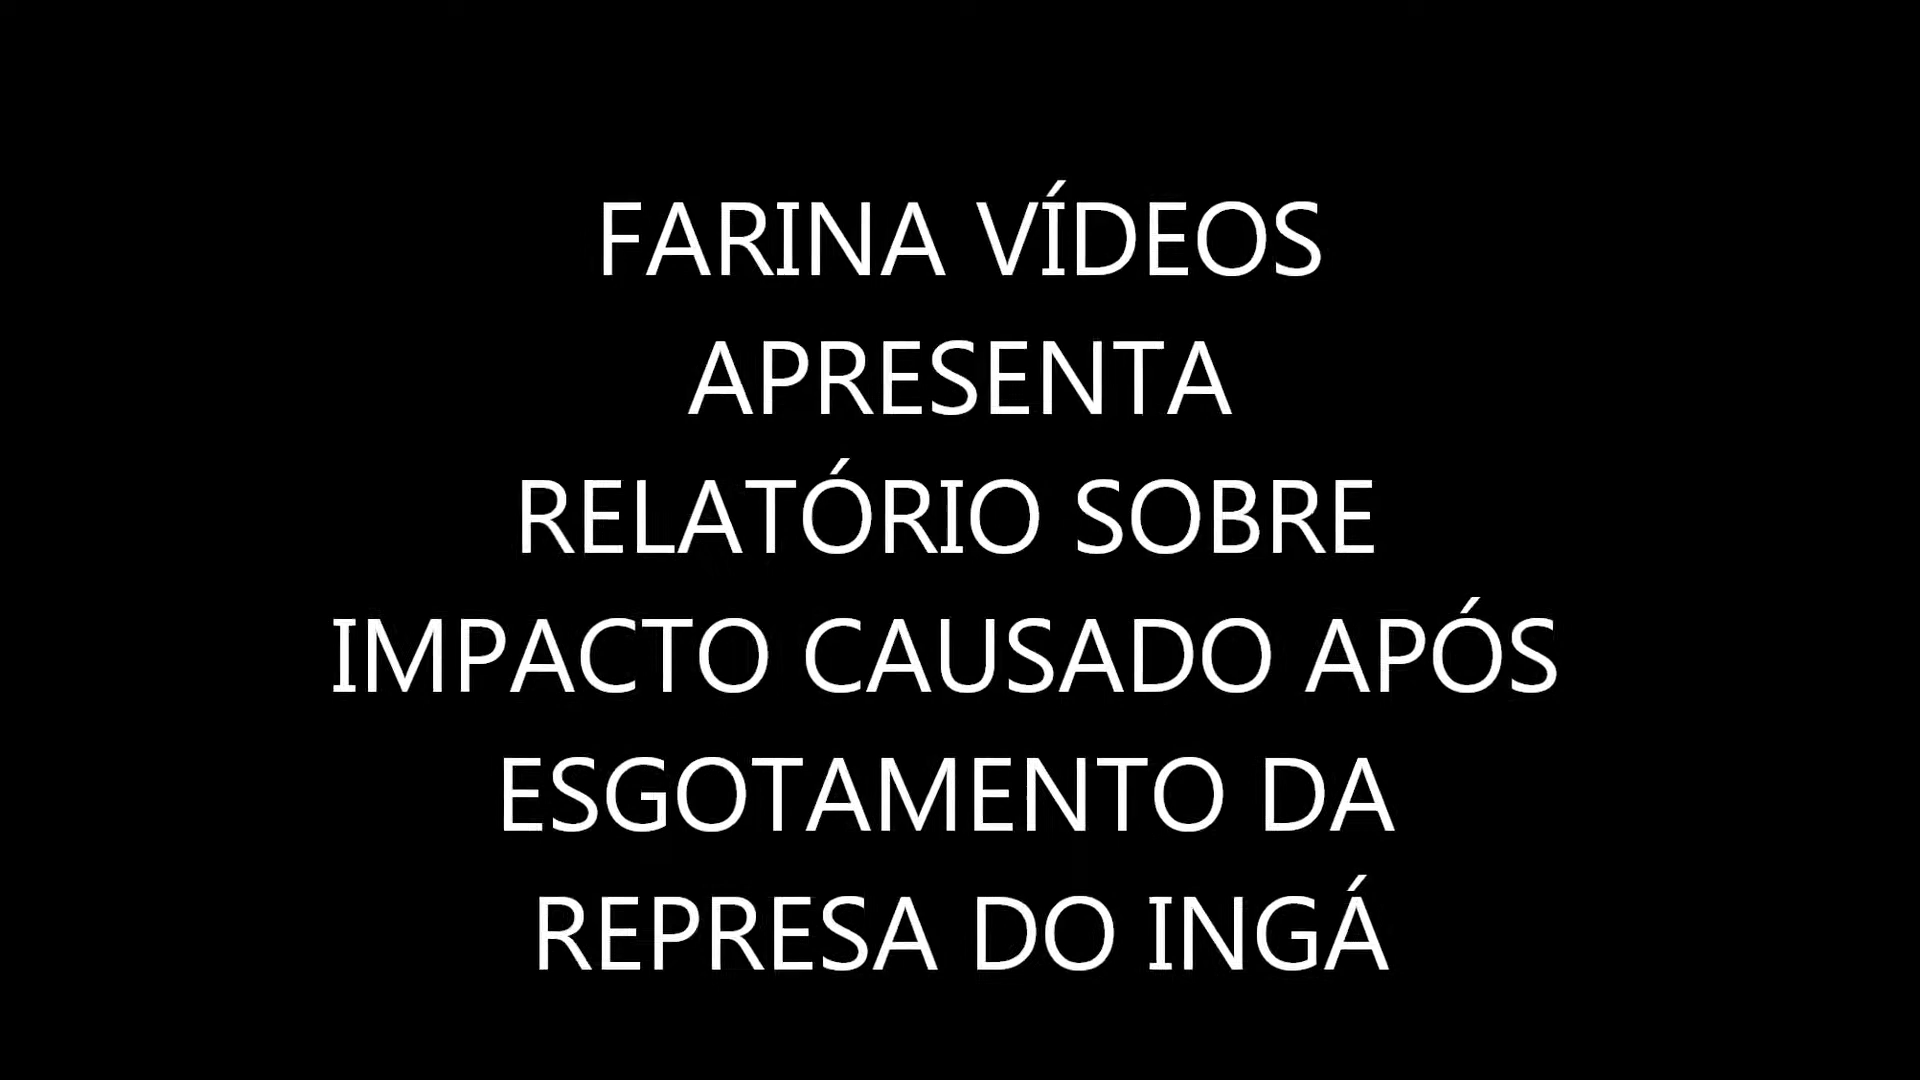 FARINA VÍDEOS
APRESENTA
RELATÓRIO SOBRE
IMPACTO CAUSADO APÓS
ESGOTAMENTO DA
REPRESA DO INGÁ